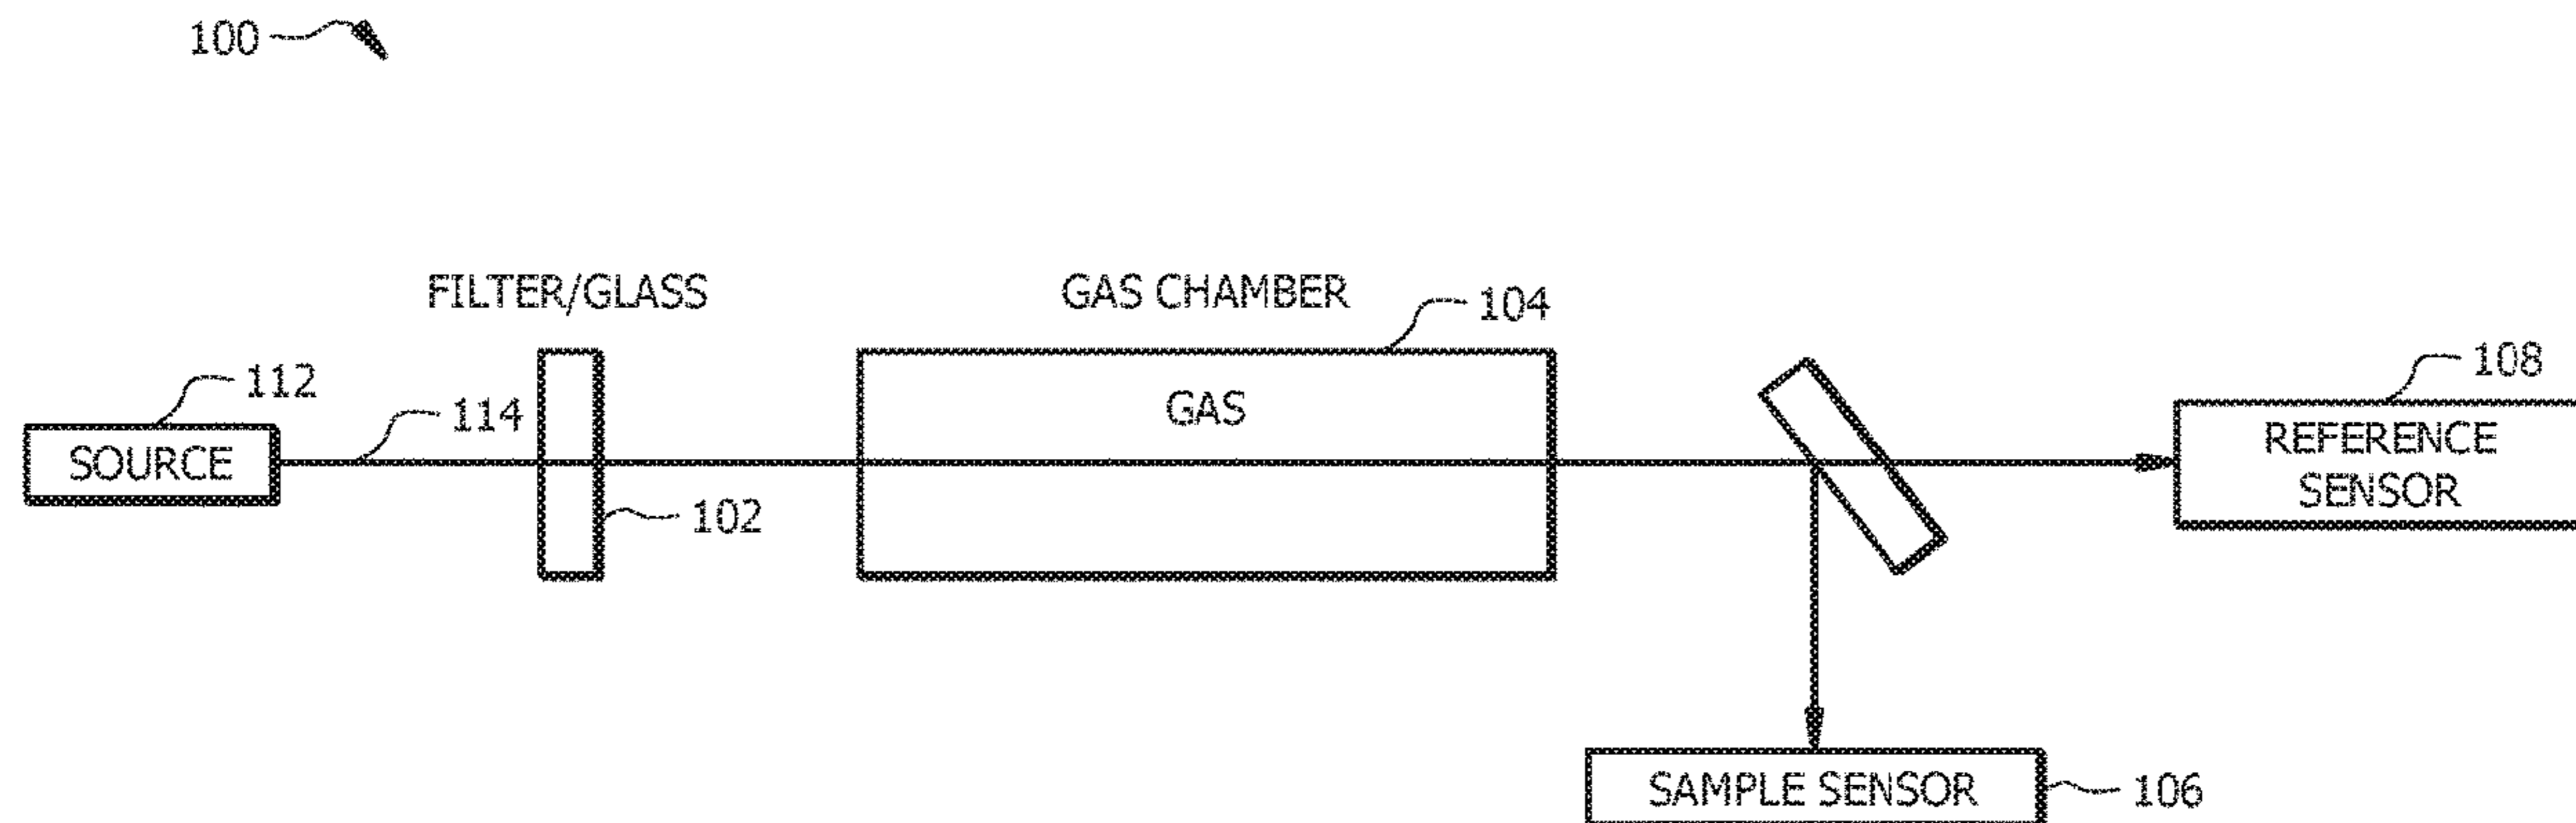 100
FILTER/GLASS
GAS CHAMBER
104
112
114
SOURCE
102
GAS
108
REFERENCE
SENSOR
SAMPLE SENSOR
106